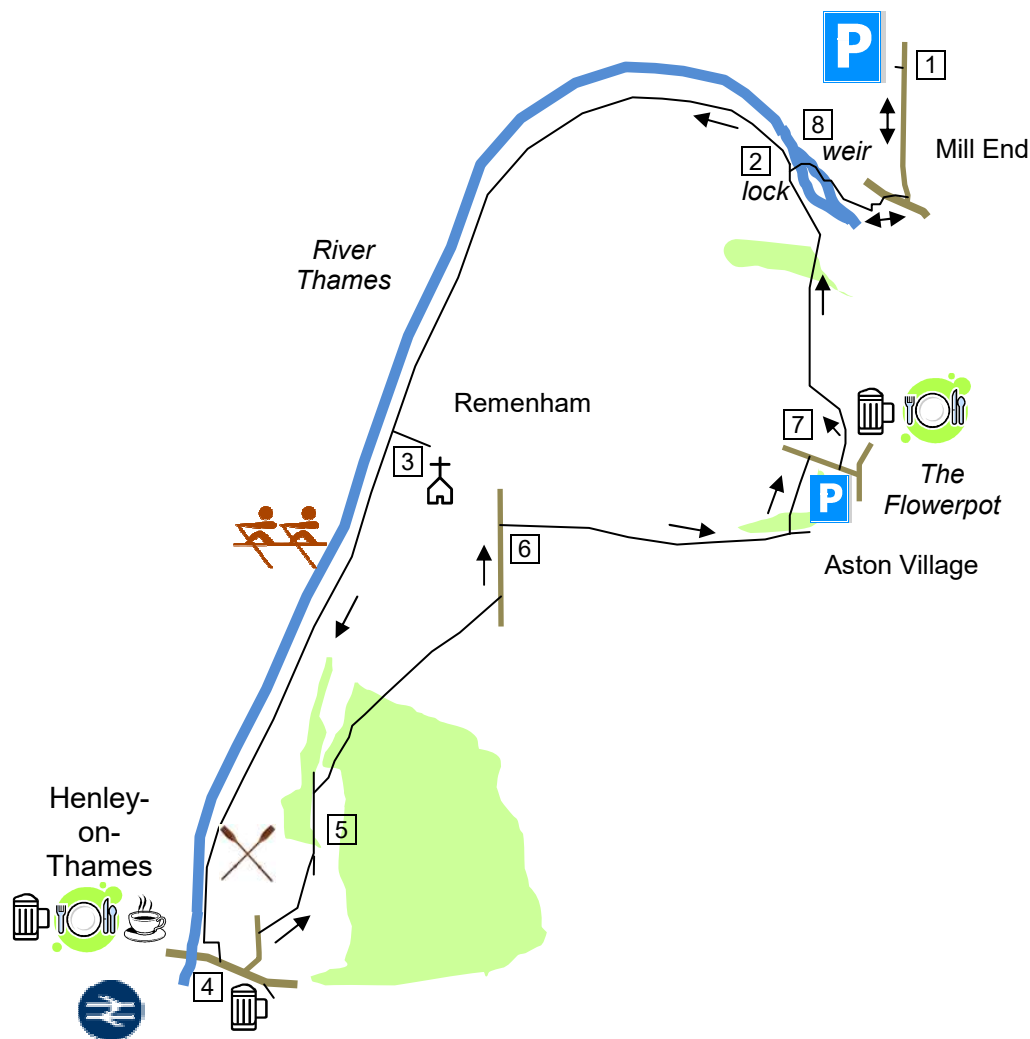 P
1
8
weir
Mill End
2
lock
River
Thames
Remenham
7
3
The
Flowerpot
P
6
Aston Village
Henley-
on-
Thames
5
4